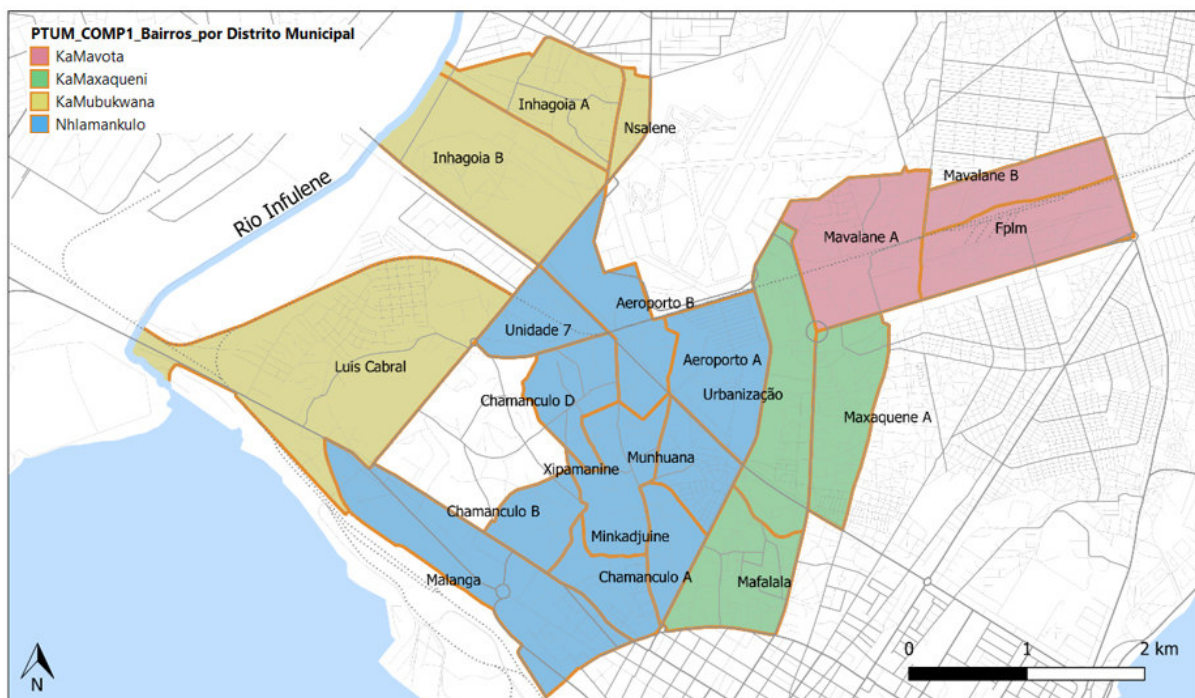 PTUM_COMP1_Bairros_por Distrito Municipal
KaMavota
KaMaxaqueni
KaMubukwana
Nhlamankulo
Inhagoia A
Nsalene
Inhagoia B
Rio Infulene
Mavalane B
Fplm
Mavalane A
Aeroporto B
Unidade 7
Luis Cabral
Aeroporto A
Chamanculo D
Urbanização
Maxaquene A
Munhuana
Xipamanine
Chamanculo B
Minkadjuine
Malanga
Chamanculo A
Mafalala
N
0 1 2 km